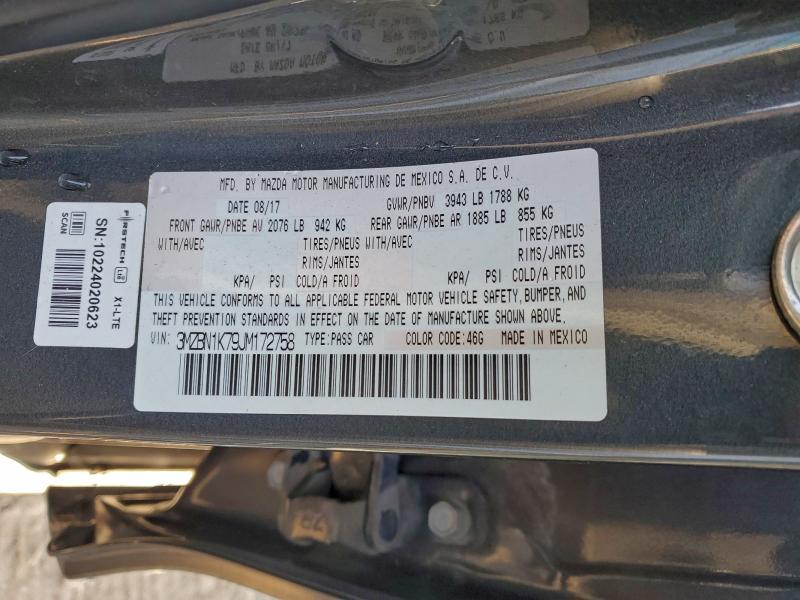 MFD. BY MAZDA MOTOR MANUFACTURING DE MEXICO S.A. DE C.V.
DATE 08/17 GVWR/PNBV 3943 LB 1788 KG
FRONT GAWR/PNBE AV 2076 LB 942 KG REAR GAWR/PNBE AR 1885 LB 855 KG
WITH/AVEC TIRES/PNEUS WITH/AVEC TIRES/PNEUS
RIMS/JANTES RIMS/JANTES
KPA/ PSI COLD/A FROID KPA/ PSI COLD/A FROID
THIS VEHICLE CONFORMS TO ALL APPLICABLE FEDERAL MOTOR VEHICLE SAFETY, BUMPER, AND
THEFT PREVENTION STANDARDS IN EFFECT ON THE DATE OF MANUFACTURE SHOWN ABOVE.
VIN: 3MZBN1K79JM172758 TYPE:PASS CAR COLOR CODE:46G MADE IN MEXICO
FIRSTECH
LTE
X1-LTE
SN:10224020623
SCAN